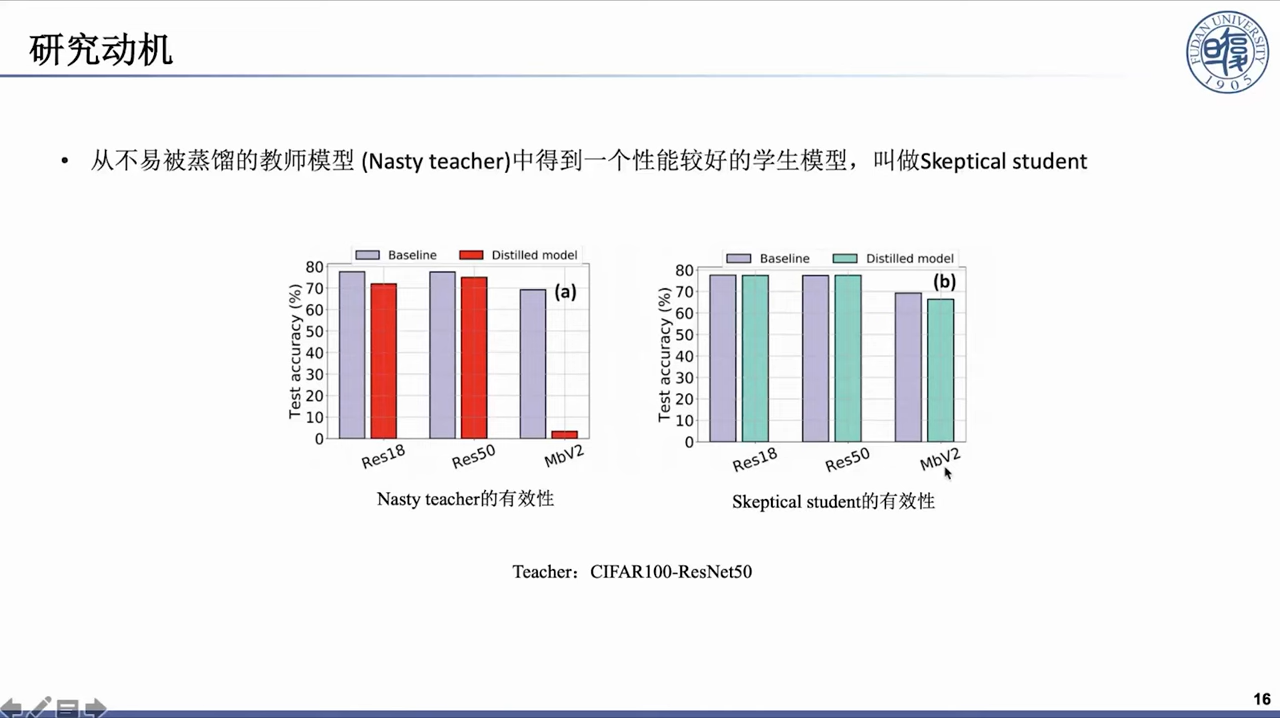 研究动机
FUDAN UNIVERSITY
1905
• 从不易被蒸馏的教师模型 (Nasty teacher)中得到一个性能较好的学生模型，叫做Skeptical student
Baseline Distilled model
(a)
Test accuracy (%)
80
70
60
50
40
30
20
10
0
Res18 Res50 MbV2
Nasty teacher的有效性
Baseline Distilled model
(b)
Test accuracy (%)
80
70
60
50
40
30
20
10
0
Res18 Res50 MbV2
Skeptical student的有效性
Teacher：CIFAR100-ResNet50
16